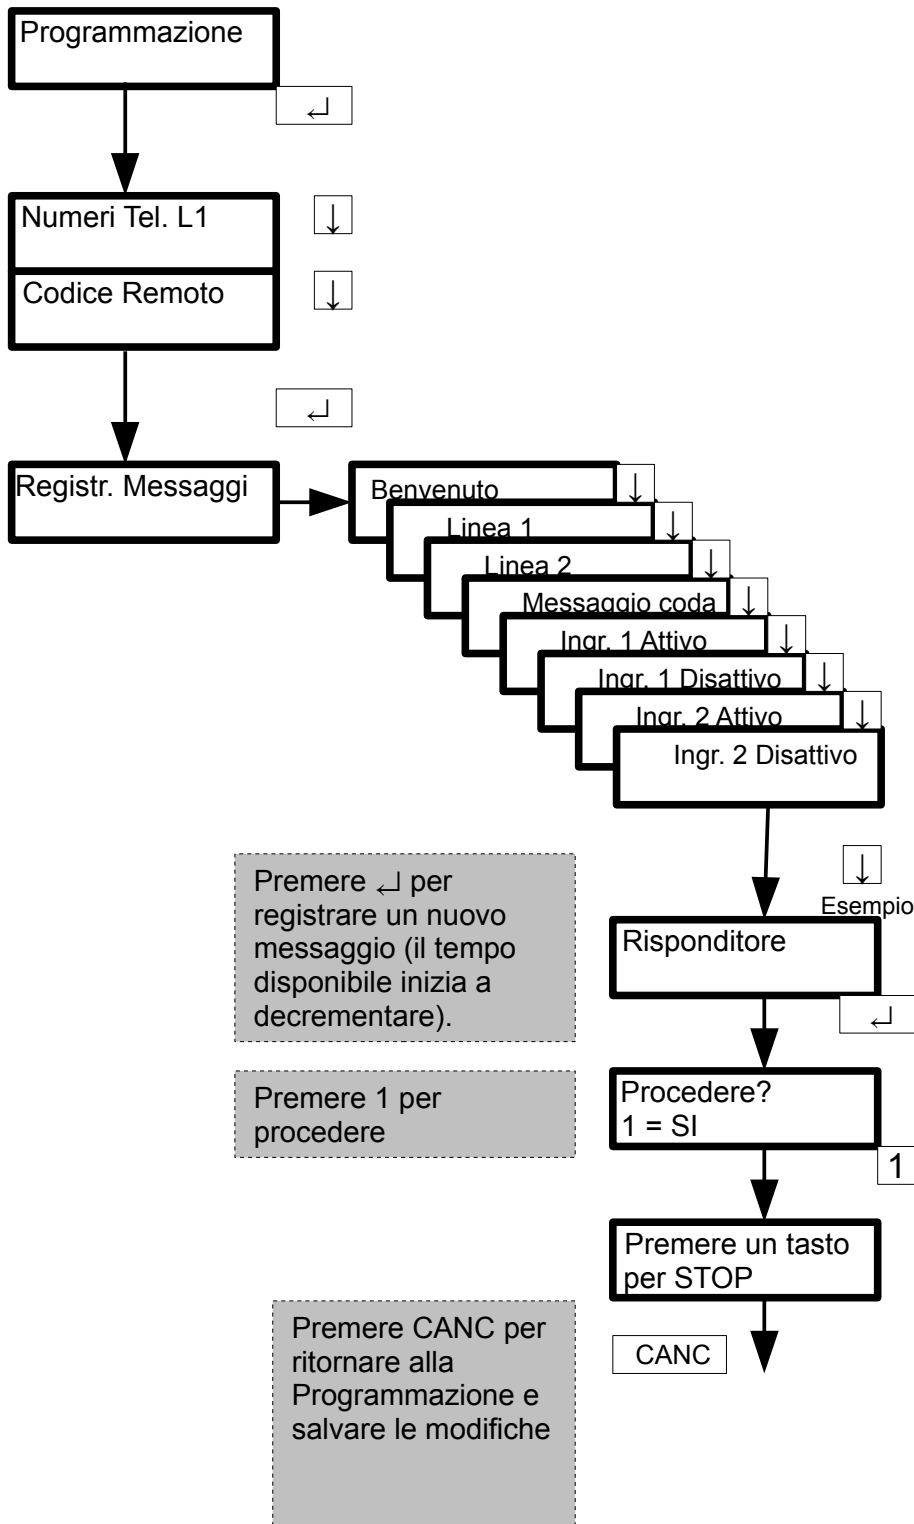 Programmazione
↵
Numeri Tel. L1
↓
Codice Remoto
↓
↵
Registr. Messaggi
Benvenuto
↓
Linea 1
↓
Linea 2
↓
Messaggio coda
↓
Ingr. 1 Attivo
↓
Ingr. 1 Disattivo
↓
Ingr. 2 Attivo
↓
Ingr. 2 Disattivo
↓
Esempio
Premere ↵ per
registrare un nuovo
messaggio (il tempo
disponibile inizia a
decrementare).
Risponditore
↵
Premere 1 per
procedere
Procedere?
1 = SI
1
Premere un tasto
per STOP
Premere CANC per
ritornare alla
Programmazione e
salvare le modifiche
CANC